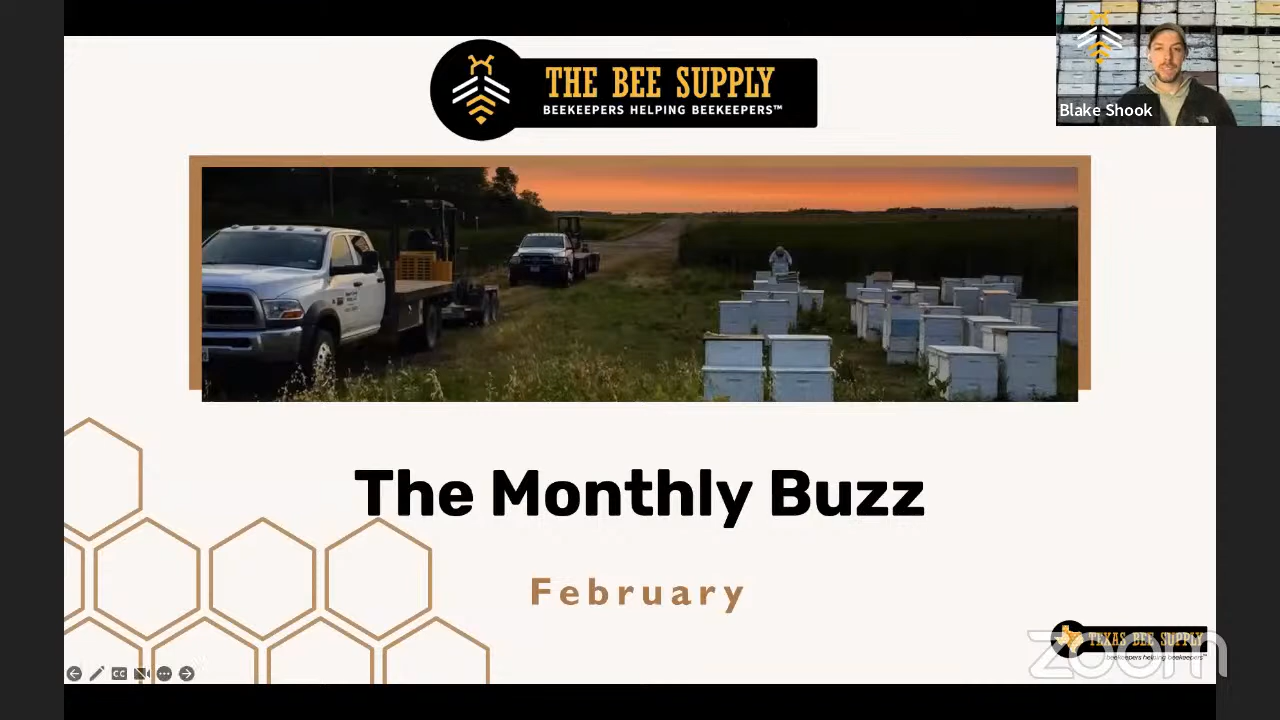 THE BEE SUPPLY
BEEKEEPERS HELPING BEEKEEPERS™
Blake Shook
The Monthly Buzz
February
TEXAS BEE SUPPLY
beekeepers helping beekeepers™
zoom
CC